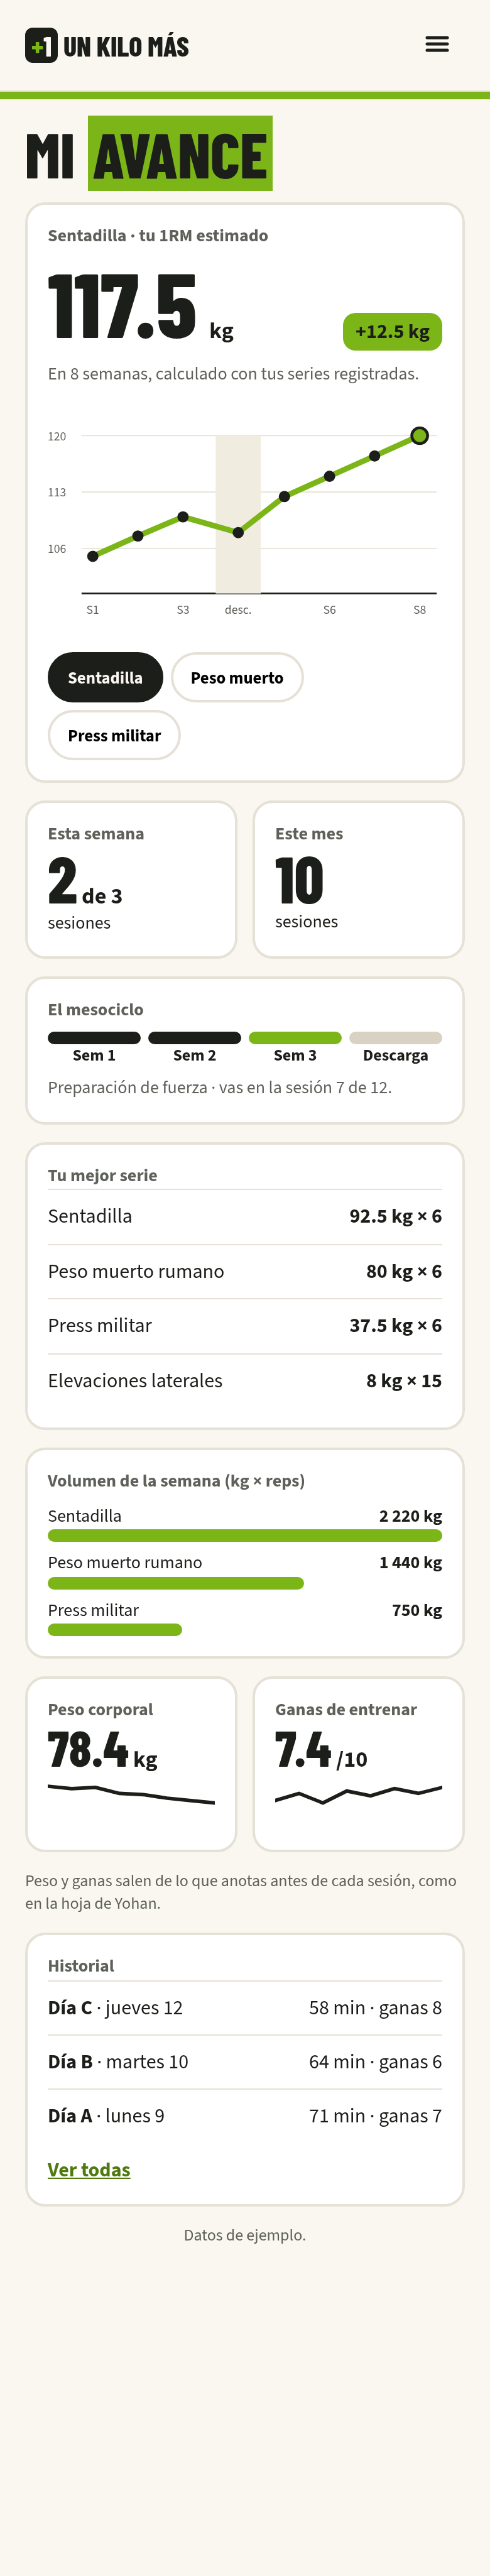 +1 UN KILO MÁS
MI AVANCE
Sentadilla · tu 1RM estimado
117.5 kg
+12.5 kg
En 8 semanas, calculado con tus series registradas.
120
113
106
S1 S3 desc. S6 S8
Sentadilla Peso muerto
Press militar
Esta semana
2 de 3
sesiones
Este mes
10
sesiones
El mesociclo
Sem 1 Sem 2 Sem 3 Descarga
Preparación de fuerza · vas en la sesión 7 de 12.
Tu mejor serie
Sentadilla 92.5 kg × 6
Peso muerto rumano 80 kg × 6
Press militar 37.5 kg × 6
Elevaciones laterales 8 kg × 15
Volumen de la semana (kg × reps)
Sentadilla 2 220 kg
Peso muerto rumano 1 440 kg
Press militar 750 kg
Peso corporal
78.4 kg
Ganas de entrenar
7.4 /10
Peso y ganas salen de lo que anotas antes de cada sesión, como
en la hoja de Yohan.
Historial
Día C · jueves 12 58 min · ganas 8
Día B · martes 10 64 min · ganas 6
Día A · lunes 9 71 min · ganas 7
Ver todas
Datos de ejemplo.